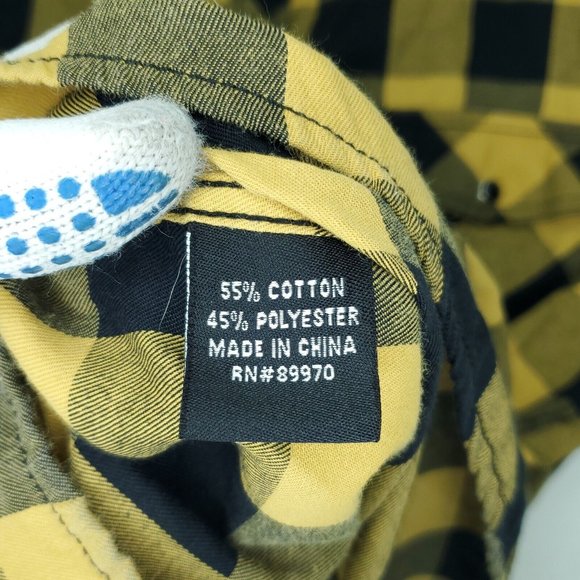 55% COTTON
45% POLYESTER
MADE IN CHINA
RN#89970